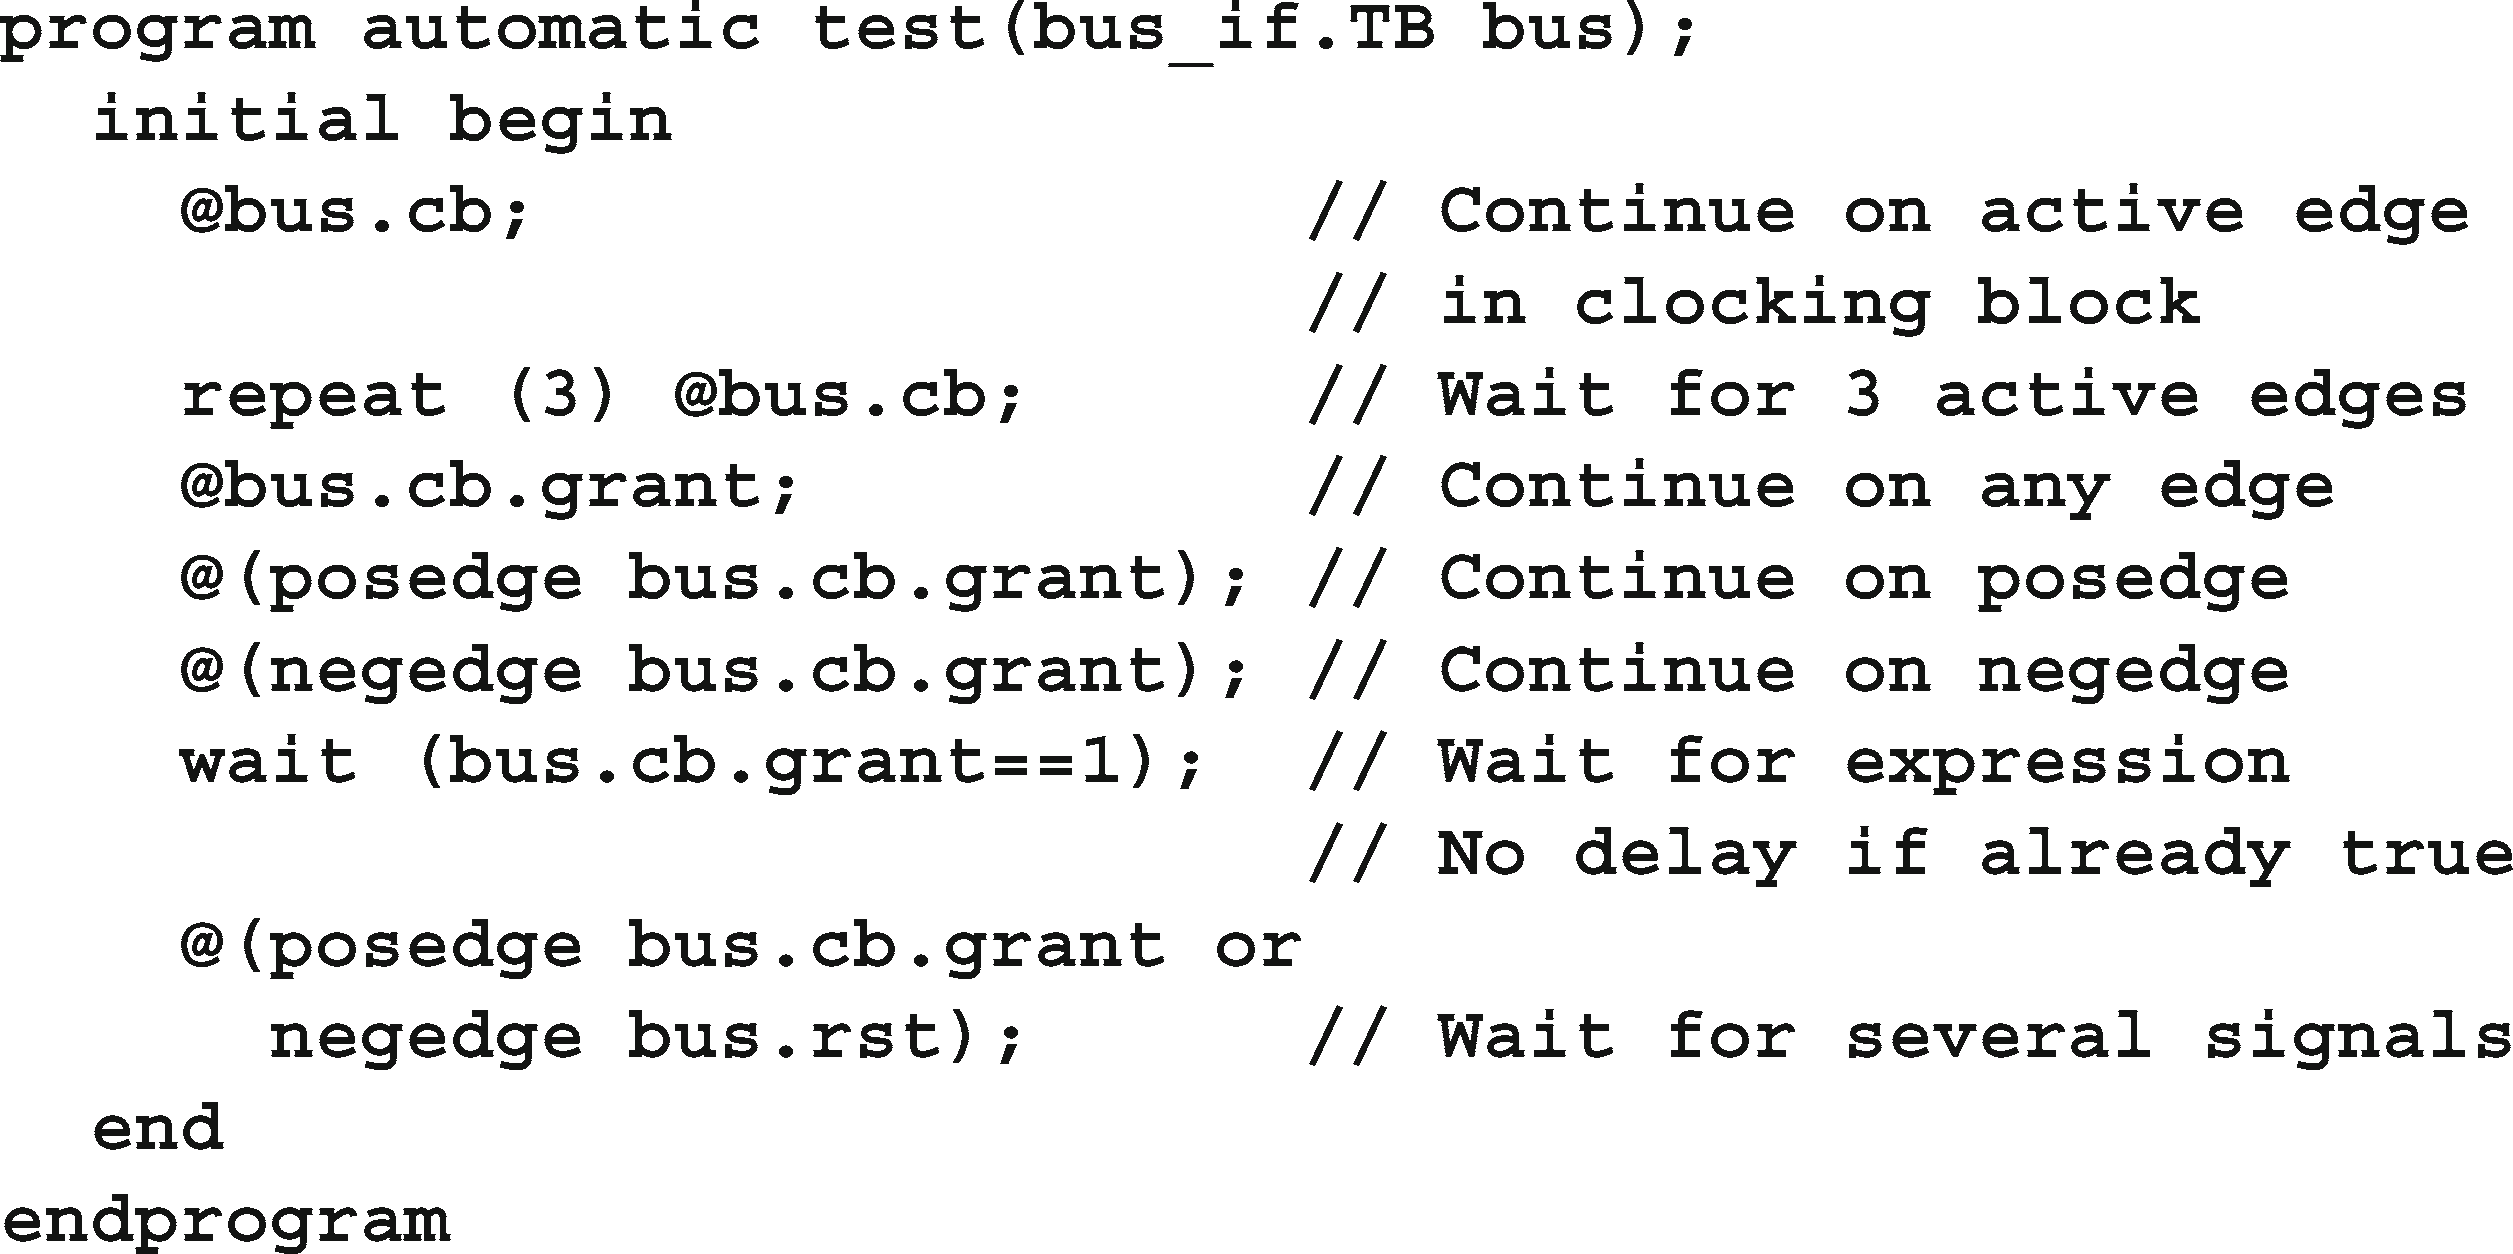 program automatic test(bus_if.TB bus);
  initial begin
    @bus.cb;                  // Continue on active edge
                              // in clocking block
    repeat (3) @bus.cb;       // Wait for 3 active edges
    @bus.cb.grant;            // Continue on any edge
    @(posedge bus.cb.grant);  // Continue on posedge
    @(negedge bus.cb.grant);  // Continue on negedge
    wait (bus.cb.grant==1);   // Wait for expression
                              // No delay if already true
    @(posedge bus.cb.grant or
      negedge bus.rst);       // Wait for several signals
  end
endprogram